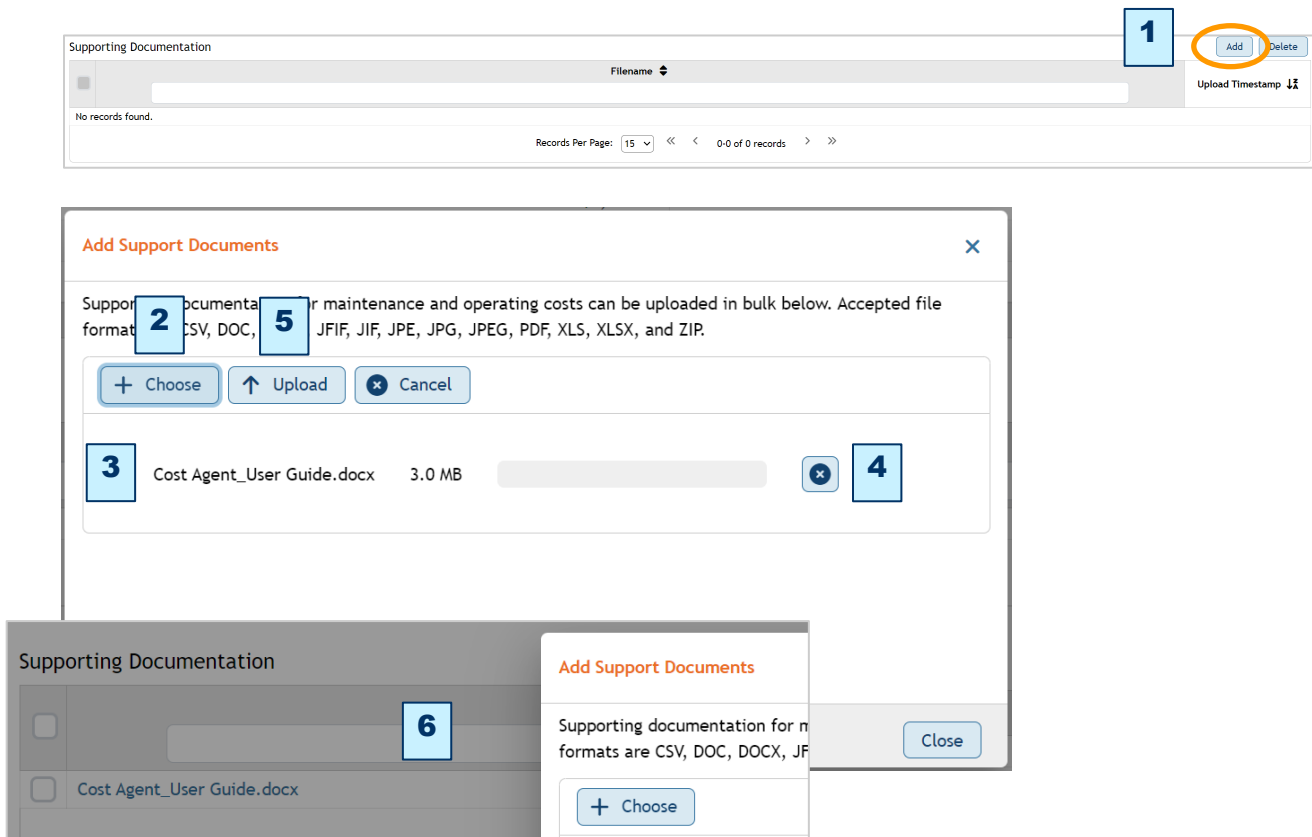 1
Supporting Documentation
Add Delete
Filename
Upload Timestamp
No records found.
Records Per Page: 15 0-0 of 0 records
Add Support Documents
Suppor ocumenta r maintenance and operating costs can be uploaded in bulk below. Accepted file
format CSV, DOC, JFIF, JIF, JPE, JPG, JPEG, PDF, XLS, XLSX, and ZIP.
2
5
Choose Upload Cancel
3
Cost Agent_User Guide.docx 3.0 MB
4
Close
Supporting Documentation
6
Cost Agent_User Guide.docx
Add Support Documents
Supporting documentation for m
formats are CSV, DOC, DOCX, JF
Choose